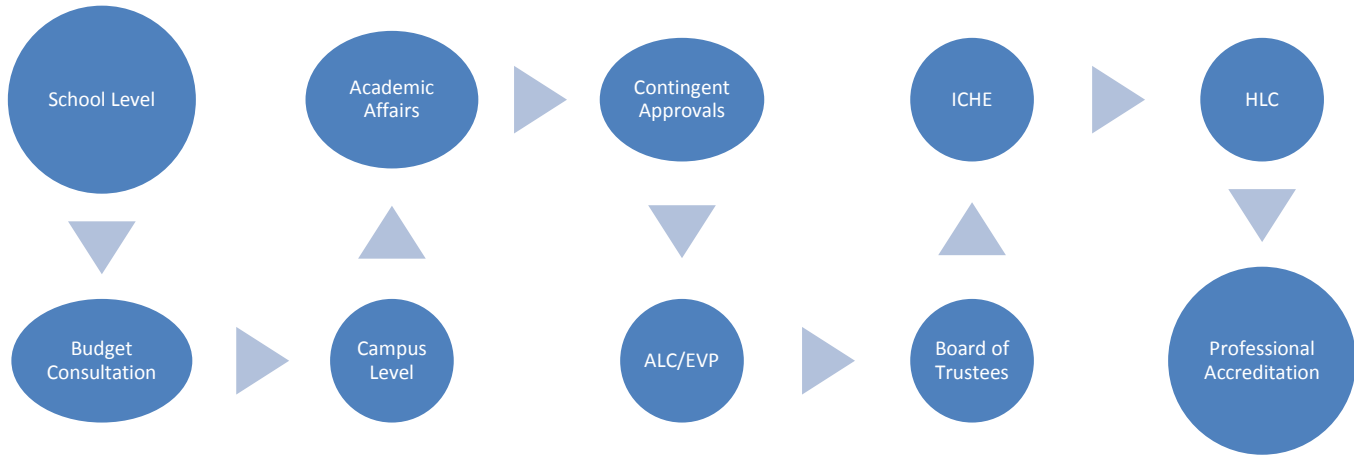 School Level
Academic
Affairs
Contingent
Approvals
ICHE
HLC
Budget
Consultation
Campus
Level
ALC/EVP
Board of
Trustees
Professional
Accreditation